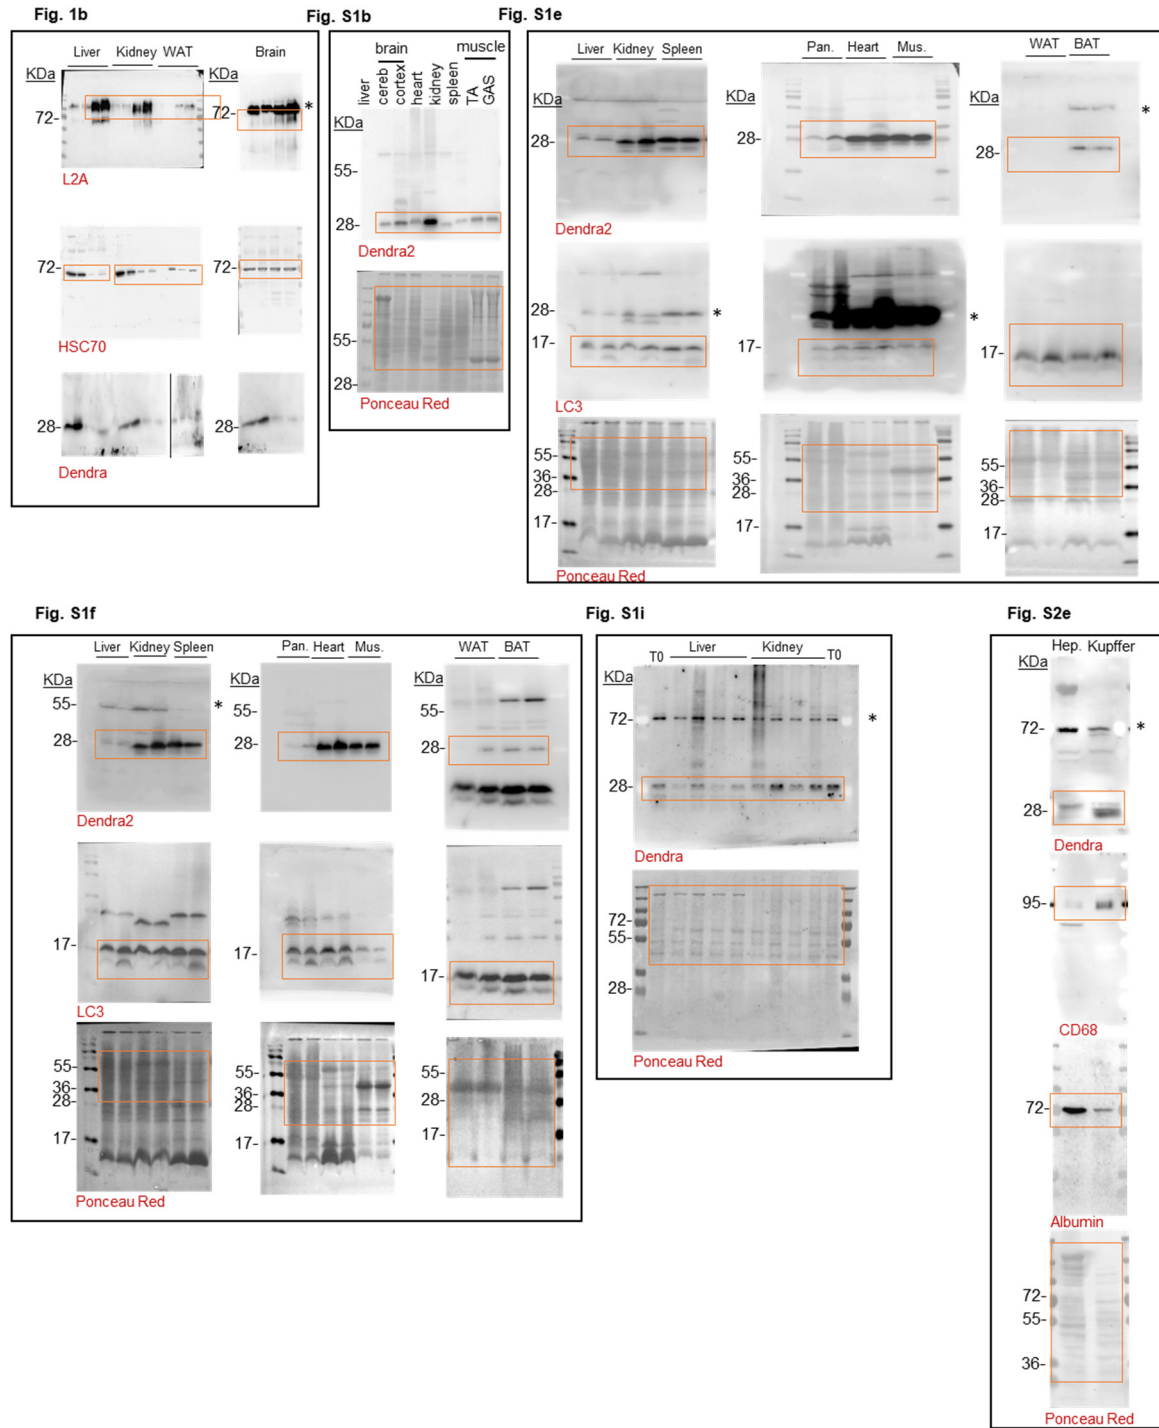 Fig. 1b
Liver Kidney WAT Brain
KDa KDa
72- 72- *
L2A
72- 72-
HSC70
28- 28-
Dendra
Fig. S1b
brain muscle
liver cereb cortex heart kidney spleen TA GAS
KDa
55-
28-
Dendra2
55-
28-
Ponceau Red
Fig. S1e
Liver Kidney Spleen Pan. Heart Mus. WAT BAT
KDa KDa KDa
*
28- 28- 28-
Dendra2
28- * *
17- 17- 17-
LC3
55- 55- 55-
36- 36- 36-
28- 28- 28-
17- 17- 17-
Ponceau Red
Fig. S1f
Liver Kidney Spleen Pan. Heart Mus. WAT BAT
KDa KDa KDa
55- * 55- 55-
28- 28- 28-
Dendra2
17- 17- 17-
LC3
55- 55- 55-
36- 36- 28-
28- 28-
17- 17- 17-
Ponceau Red
Fig. S1i
T0 Liver Kidney T0
KDa
72- *
28-
Dendra
72-
55-
28-
Ponceau Red
Fig. S2e
Hep. Kupffer
KDa
72- *
28-
Dendra
95-
CD68
72-
Albumin
72-
55-
36-
Ponceau Red